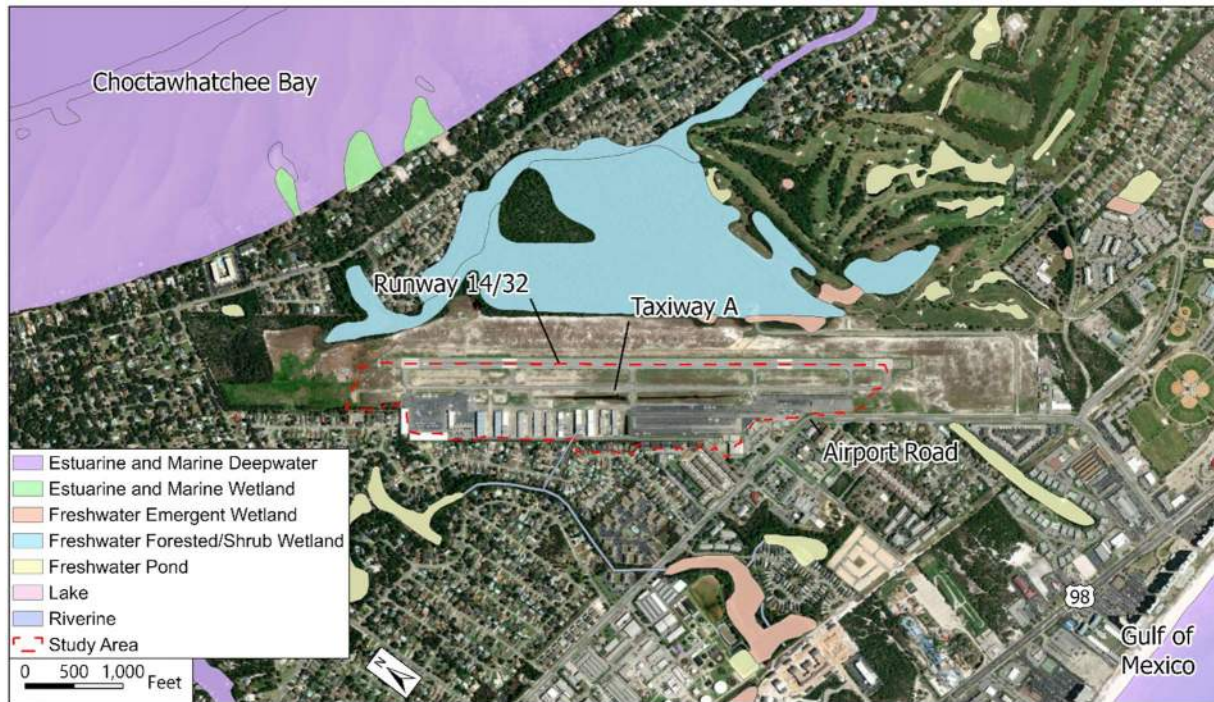 Choctawhatchee Bay
Runway 14/32
Taxiway A
Airport Road
98
Gulf of
Mexico
Estuarine and Marine Deepwater
Estuarine and Marine Wetland
Freshwater Emergent Wetland
Freshwater Forested/Shrub Wetland
Freshwater Pond
Lake
Riverine
Study Area
0 500 1,000 Feet
N